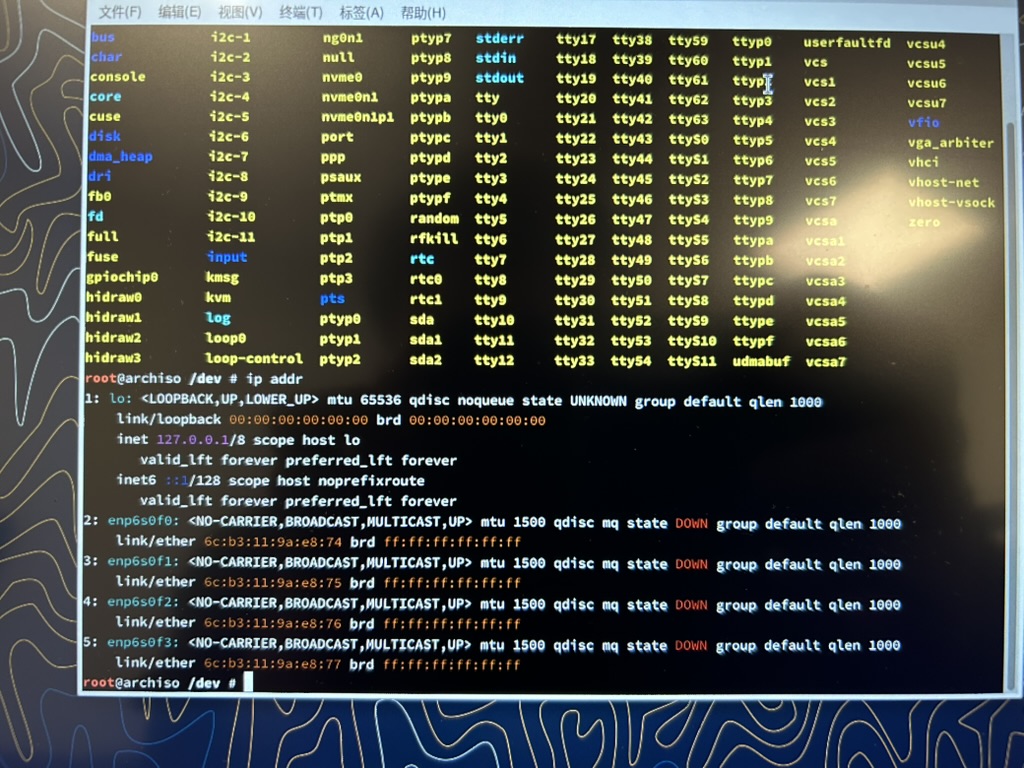 文件(F) 编辑(E) 视图(V) 终端(T) 标签(A) 帮助(H)
bus i2c-1 ng0n1 ptyp7 stderr tty17 tty38 tty59 ttyp0 userfaultfd vcsu4
char i2c-2 null ptyp8 stdin tty18 tty39 tty60 ttyp1 vcs vcsu5
console i2c-3 nvme0 ptyp9 stdout tty19 tty40 tty61 ttyp2 vcs1 vcsu6
core i2c-4 nvme0n1 ptypa tty tty20 tty41 tty62 ttyp3 vcs2 vcsu7
cuse i2c-5 nvme0n1p1 ptypb tty0 tty21 tty42 tty63 ttyp4 vcs3 vfio
disk i2c-6 port ptypc tty1 tty22 tty43 ttyS0 ttyp5 vcs4 vga_arbiter
dma_heap i2c-7 ppp ptypd tty2 tty23 tty44 ttyS1 ttyp6 vcs5 vhci
dri i2c-8 psaux ptype tty3 tty24 tty45 ttyS2 ttyp7 vcs6 vhost-net
fb0 i2c-9 ptmx ptypf tty4 tty25 tty46 ttyS3 ttyp8 vcs7 vhost-vsock
fd i2c-10 ptp0 random tty5 tty26 tty47 ttyS4 ttyp9 vcsa zero
full i2c-11 ptp1 rfkill tty6 tty27 tty48 ttyS5 ttypa vcsa1
fuse input ptp2 rtc tty7 tty28 tty49 ttyS6 ttypb vcsa2
gpiochip0 kmsg ptp3 rtc0 tty8 tty29 tty50 ttyS7 ttypc vcsa3
hidraw0 kvm pts rtc1 tty9 tty30 tty51 ttyS8 ttypd vcsa4
hidraw1 log ptyp0 sda tty10 tty31 tty52 ttyS9 ttype vcsa5
hidraw2 loop0 ptyp1 sda1 tty11 tty32 tty53 ttyS10 ttypf vcsa6
hidraw3 loop-control ptyp2 sda2 tty12 tty33 tty54 ttyS11 udmabuf vcsa7
root@archiso /dev # ip addr
1: lo: <LOOPBACK,UP,LOWER_UP> mtu 65536 qdisc noqueue state UNKNOWN group default qlen 1000
link/loopback 00:00:00:00:00:00 brd 00:00:00:00:00:00
inet 127.0.0.1/8 scope host lo
valid_lft forever preferred_lft forever
inet6 ::1/128 scope host noprefixroute
valid_lft forever preferred_lft forever
2: enp6s0f0: <NO-CARRIER,BROADCAST,MULTICAST,UP> mtu 1500 qdisc mq state DOWN group default qlen 1000
link/ether 6c:b3:11:9a:e8:74 brd ff:ff:ff:ff:ff:ff
3: enp6s0f1: <NO-CARRIER,BROADCAST,MULTICAST,UP> mtu 1500 qdisc mq state DOWN group default qlen 1000
link/ether 6c:b3:11:9a:e8:75 brd ff:ff:ff:ff:ff:ff
4: enp6s0f2: <NO-CARRIER,BROADCAST,MULTICAST,UP> mtu 1500 qdisc mq state DOWN group default qlen 1000
link/ether 6c:b3:11:9a:e8:76 brd ff:ff:ff:ff:ff:ff
5: enp6s0f3: <NO-CARRIER,BROADCAST,MULTICAST,UP> mtu 1500 qdisc mq state DOWN group default qlen 1000
link/ether 6c:b3:11:9a:e8:77 brd ff:ff:ff:ff:ff:ff
root@archiso /dev #